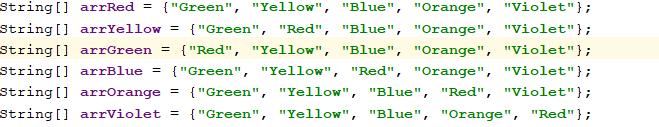 String[] arrRed = {"Green", "Yellow", "Blue", "Orange", "Violet"};
String[] arrYellow = {"Green", "Red", "Blue", "Orange", "Violet"};
String[] arrGreen = {"Red", "Yellow", "Blue", "Orange", "Violet"};
String[] arrBlue = {"Green", "Yellow", "Red", "Orange", "Violet"};
String[] arrOrange = {"Green", "Yellow", "Blue", "Red", "Violet"};
String[] arrViolet = {"Green", "Yellow", "Blue", "Orange", "Red"};